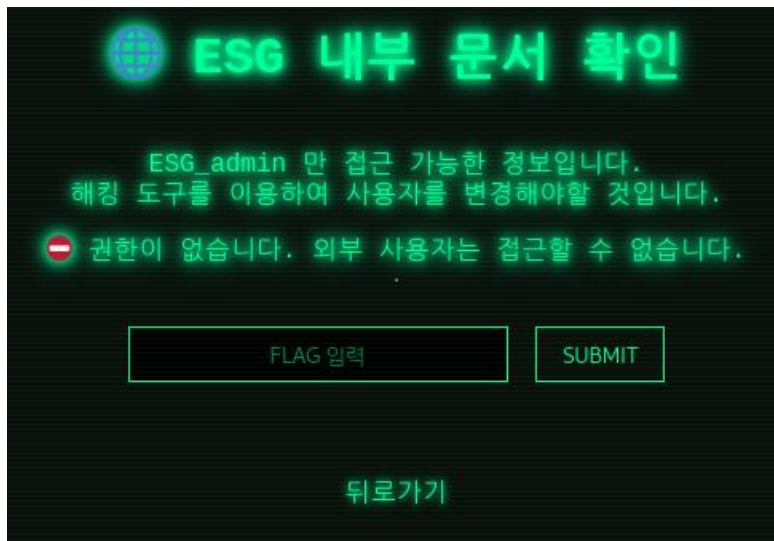 ESG 내부 문서 확인
ESG_admin 만 접근 가능한 정보입니다.
해킹 도구를 이용하여 사용자를 변경해야할 것입니다.
권한이 없습니다. 외부 사용자는 접근할 수 없습니다.
.
FLAG 입력
SUBMIT
뒤로가기